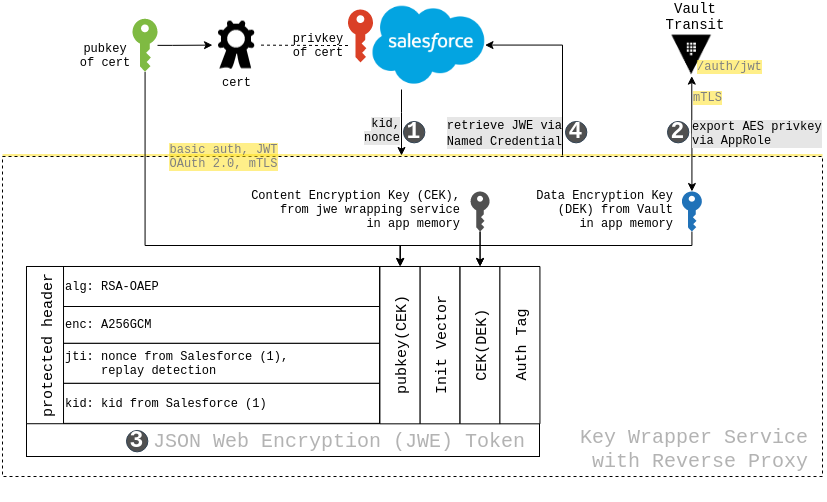 Vault
Transit
pubkey
of cert
cert
privkey
of cert
salesforce
/auth/jwt
mTLS
kid,
nonce
1
retrieve JWE via
Named Credential
4
2
export AES privkey
via AppRole
basic auth, JWT
OAuth 2.0, mTLS
Content Encryption Key (CEK),
from jwe wrapping service
in app memory
Data Encryption Key
(DEK) from Vault
in app memory
protected header
alg: RSA-OAEP
enc: A256GCM
jti: nonce from Salesforce (1),
replay detection
kid: kid from Salesforce (1)
pubkey(CEK)
Init Vector
CEK(DEK)
Auth Tag
3 JSON Web Encryption (JWE) Token
Key Wrapper Service
with Reverse Proxy